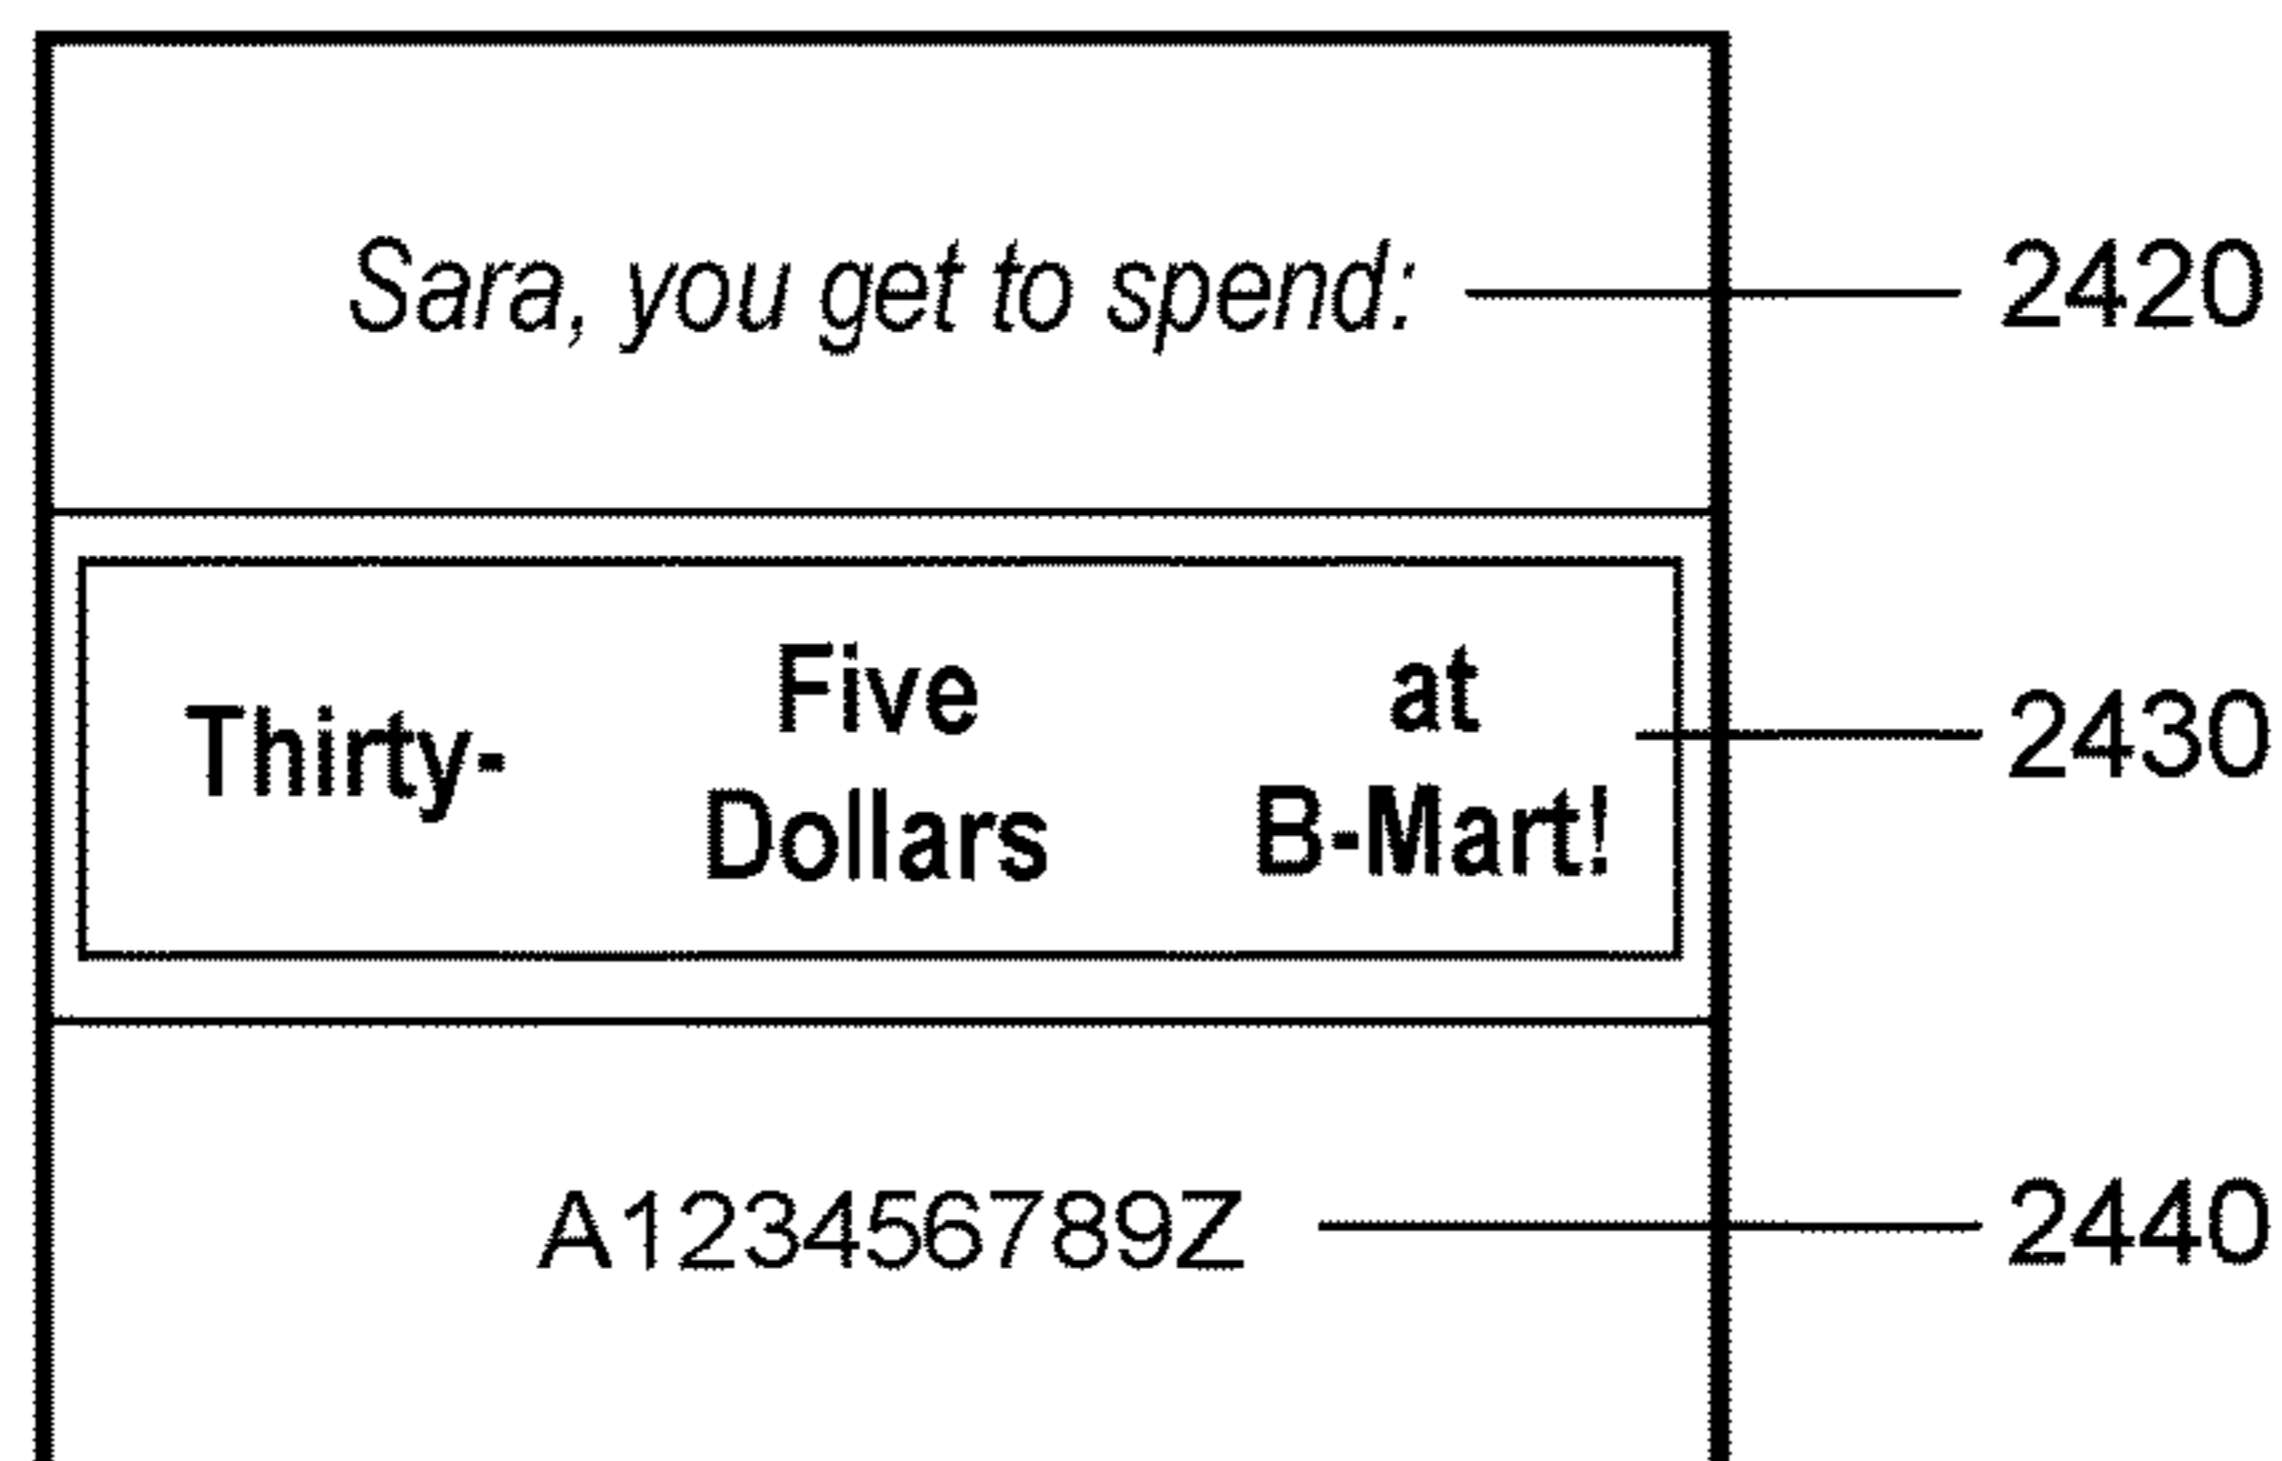 Sara, you get to spend: 2420
Thirty- Five Dollars at B-Mart! 2430
A123456789Z 2440